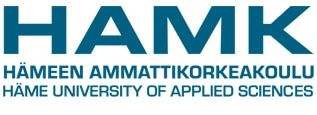 HAMK
HÄMEEN AMMATTIKORKEAKOULU
HÄME UNIVERSITY OF APPLIED SCIENCES